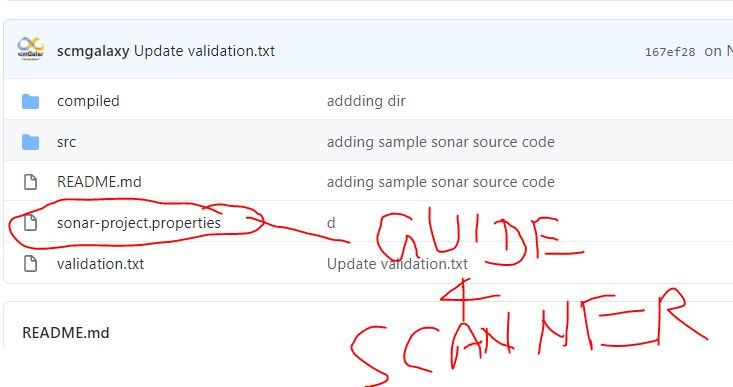 scmgalaxy Update validation.txt 167ef28 on N
compiled addding dir
src adding sample sonar source code
README.md adding sample sonar source code
sonar-project.properties d
GUIDE
validation.txt Update validation.txt
SCANNER
README.md